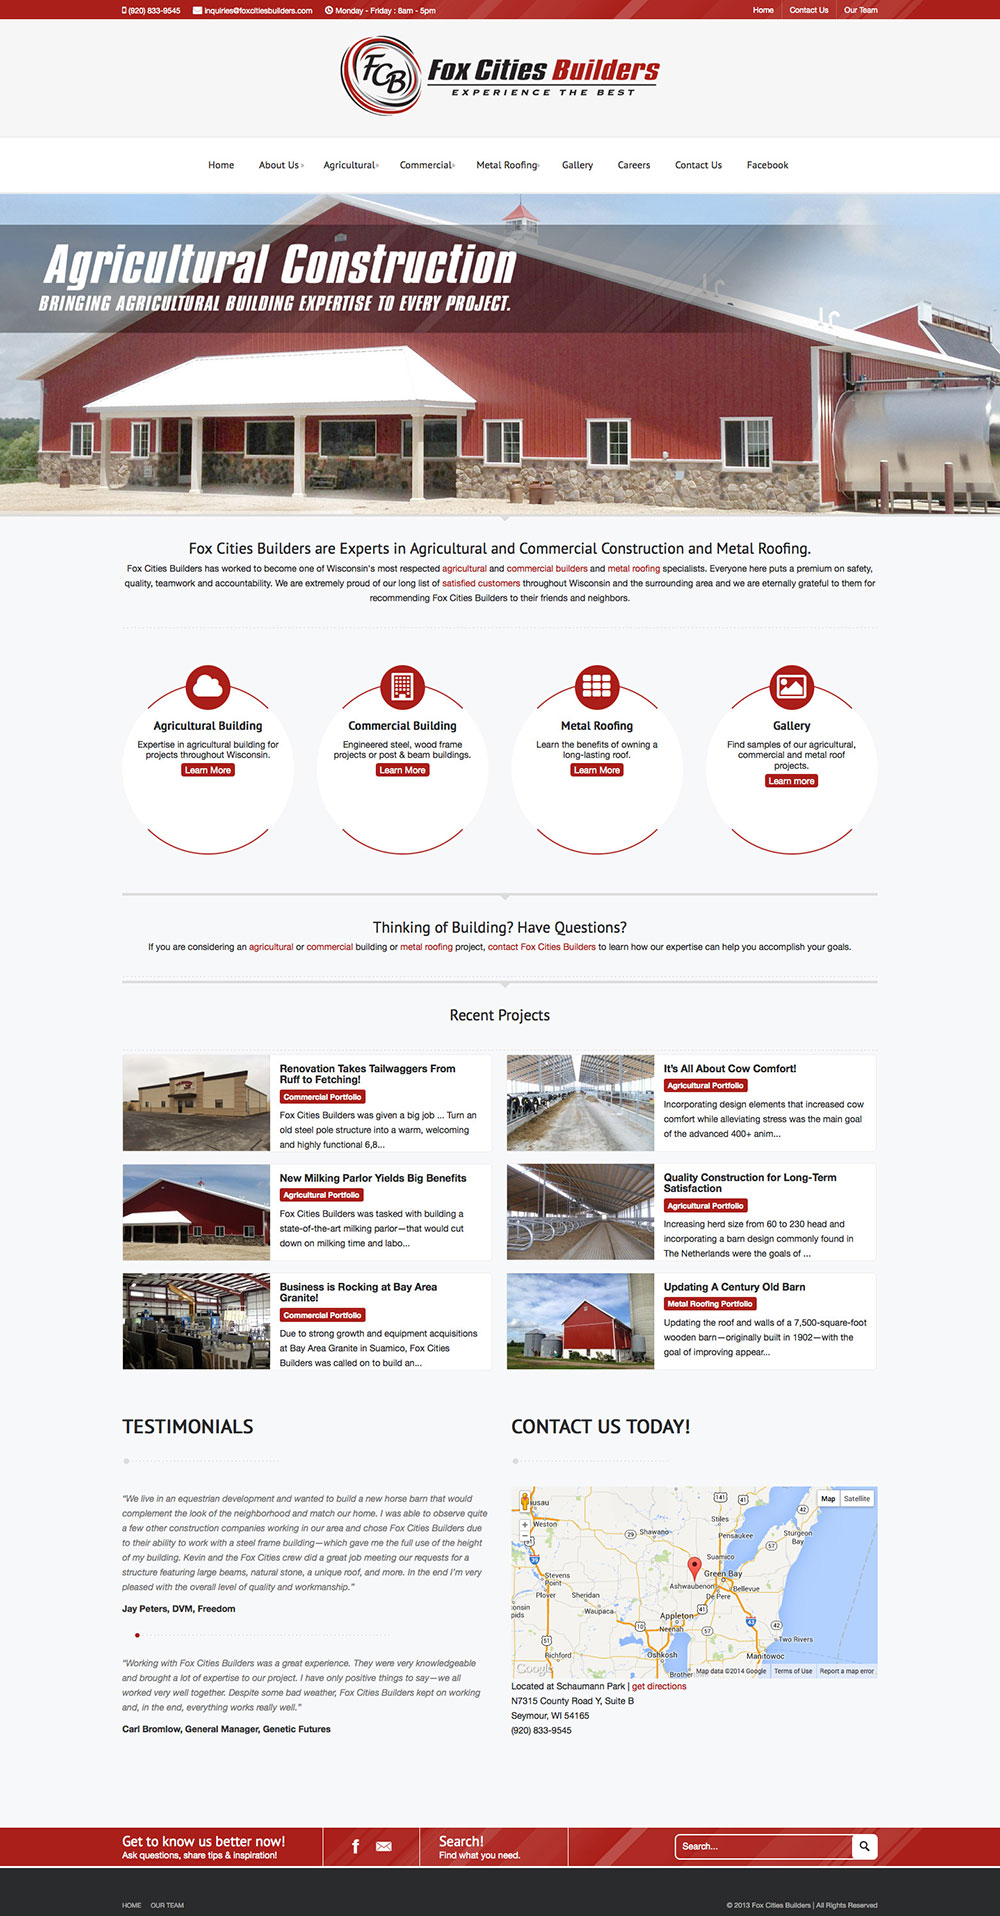 (920) 833-9545 inquiries@foxcitiesbuilders.com Monday - Friday : 8am - 5pm Home Contact Us Our Team
FCB Fox Cities Builders
EXPERIENCE THE BEST
Home About Us Agricultural Commercial Metal Roofing Gallery Careers Contact Us Facebook
Agricultural Construction
BRINGING AGRICULTURAL BUILDING EXPERTISE TO EVERY PROJECT.
Fox Cities Builders are Experts in Agricultural and Commercial Construction and Metal Roofing.
Fox Cities Builders has worked to become one of Wisconsin's most respected agricultural and commercial builders and metal roofing specialists. Everyone here puts a premium on safety,
quality, teamwork and accountability. We are extremely proud of our long list of satisfied customers throughout Wisconsin and the surrounding area and we are eternally grateful to them for
recommending Fox Cities Builders to their friends and neighbors.
Agricultural Building
Expertise in agricultural building for
projects throughout Wisconsin.
Learn More
Commercial Building
Engineered steel, wood frame
projects or post & beam buildings.
Learn More
Metal Roofing
Learn the benefits of owning a
long-lasting roof.
Learn More
Gallery
Find samples of our agricultural,
commercial and metal roof
projects.
Learn more
Thinking of Building? Have Questions?
If you are considering an agricultural or commercial building or metal roofing project, contact Fox Cities Builders to learn how our expertise can help you accomplish your goals.
Recent Projects
Renovation Takes Tailwaggers From
Ruff to Fetching!
Commercial Portfolio
Fox Cities Builders was given a big job ... Turn an
old steel pole structure into a warm, welcoming
and highly functional 6,8...
It's All About Cow Comfort!
Agricultural Portfolio
Incorporating design elements that increased cow
comfort while alleviating stress was the main goal
of the advanced 400+ anim...
New Milking Parlor Yields Big Benefits
Agricultural Portfolio
Fox Cities Builders was tasked with building a
state-of-the-art milking parlor—that would cut
down on milking time and labo...
Quality Construction for Long-Term
Satisfaction
Agricultural Portfolio
Increasing herd size from 60 to 230 head and
incorporating a barn design commonly found in
The Netherlands were the goals of ...
Business is Rocking at Bay Area
Granite!
Commercial Portfolio
Due to strong growth and equipment acquisitions
at Bay Area Granite in Suamico, Fox Cities
Builders was called on to build an...
Updating A Century Old Barn
Metal Roofing Portfolio
Updating the roof and walls of a 7,500-square-foot
wooden barn—originally built in 1902—with the
goal of improving appear...
TESTIMONIALS
"We live in an equestrian development and wanted to build a new horse barn that would
complement the look of the neighborhood and match our home. I was able to observe quite
a few other construction companies working in our area and chose Fox Cities Builders due
to their ability to work with a steel frame building—which gave me the full use of the height
of my building. Kevin and the Fox Cities crew did a great job meeting our requests for a
structure featuring large beams, natural stone, a unique roof, and more. In the end I'm very
pleased with the overall level of quality and workmanship."
Jay Peters, DVM, Freedom
"Working with Fox Cities Builders was a great experience. They were very knowledgeable
and brought a lot of expertise to our project. I have only positive things to say—we all
worked very well together. Despite some bad weather, Fox Cities Builders kept on working
and, in the end, everything works really well."
Carl Bromlow, General Manager, Genetic Futures
CONTACT US TODAY!
Map Satellite
ausau
Weston
Shawano
Stiles
Pensaukee
Sturgeon
Bay
Suamico
Green Bay
Ashwaubenon
Bellevue
De Pere
Stevens
Point
Plover
Sheridan
Waupaca
Appleton
Neenah
consin
pids
Oshkosh
Two Rivers
Manitowoc
Brother
141
42
29
39
10
41
57
51
43
Google
Map data ©2014 Google Terms of Use Report a map error
Located at Schaumann Park | get directions
N7315 County Road Y, Suite B
Seymour, WI 54165
(920) 833-9545
Get to know us better now!
Ask questions, share tips & inspiration!
Search!
Find what you need.
Search...
HOME OUR TEAM
© 2013 Fox Cities Builders | All Rights Reserved